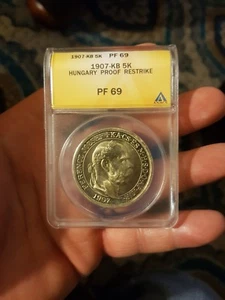 1907-KB 5K PF 69
1907-KB 5K
HUNGARY PROOF RESTRIKE
PF 69
1907